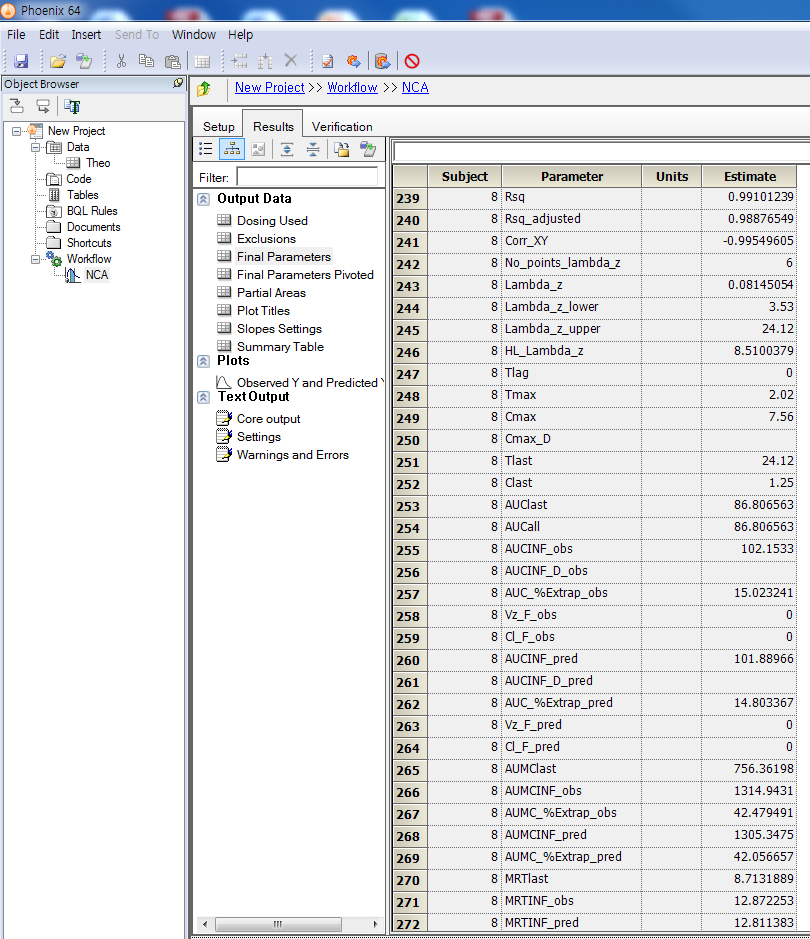 Phoenix 64
File Edit Insert Send To Window Help
Object Browser
New Project
Data
Theo
Code
Tables
BQL Rules
Documents
Shortcuts
Workflow
NCA
New Project >> Workflow >> NCA
Setup Results Verification
Filter:
Output Data
Dosing Used
Exclusions
Final Parameters
Final Parameters Pivoted
Partial Areas
Plot Titles
Slopes Settings
Summary Table
Plots
Observed Y and Predicted Y
Text Output
Core output
Settings
Warnings and Errors
Subject Parameter Units Estimate
239 8 Rsq 0.99101239
240 8 Rsq_adjusted 0.98876549
241 8 Corr_XY -0.99549605
242 8 No_points_lambda_z 6
243 8 Lambda_z 0.08145054
244 8 Lambda_z_lower 3.53
245 8 Lambda_z_upper 24.12
246 8 HL_Lambda_z 8.5100379
247 8 Tlag 0
248 8 Tmax 2.02
249 8 Cmax 7.56
250 8 Cmax_D
251 8 Tlast 24.12
252 8 Clast 1.25
253 8 AUClast 86.806563
254 8 AUCall 86.806563
255 8 AUCINF_obs 102.1533
256 8 AUCINF_D_obs
257 8 AUC_%Extrap_obs 15.023241
258 8 Vz_F_obs 0
259 8 Cl_F_obs 0
260 8 AUCINF_pred 101.88966
261 8 AUCINF_D_pred
262 8 AUC_%Extrap_pred 14.803367
263 8 Vz_F_pred 0
264 8 Cl_F_pred 0
265 8 AUMClast 756.36198
266 8 AUMCINF_obs 1314.9431
267 8 AUMC_%Extrap_obs 42.479491
268 8 AUMCINF_pred 1305.3475
269 8 AUMC_%Extrap_pred 42.056657
270 8 MRTlast 8.7131889
271 8 MRTINF_obs 12.872253
272 8 MRTINF_pred 12.811383